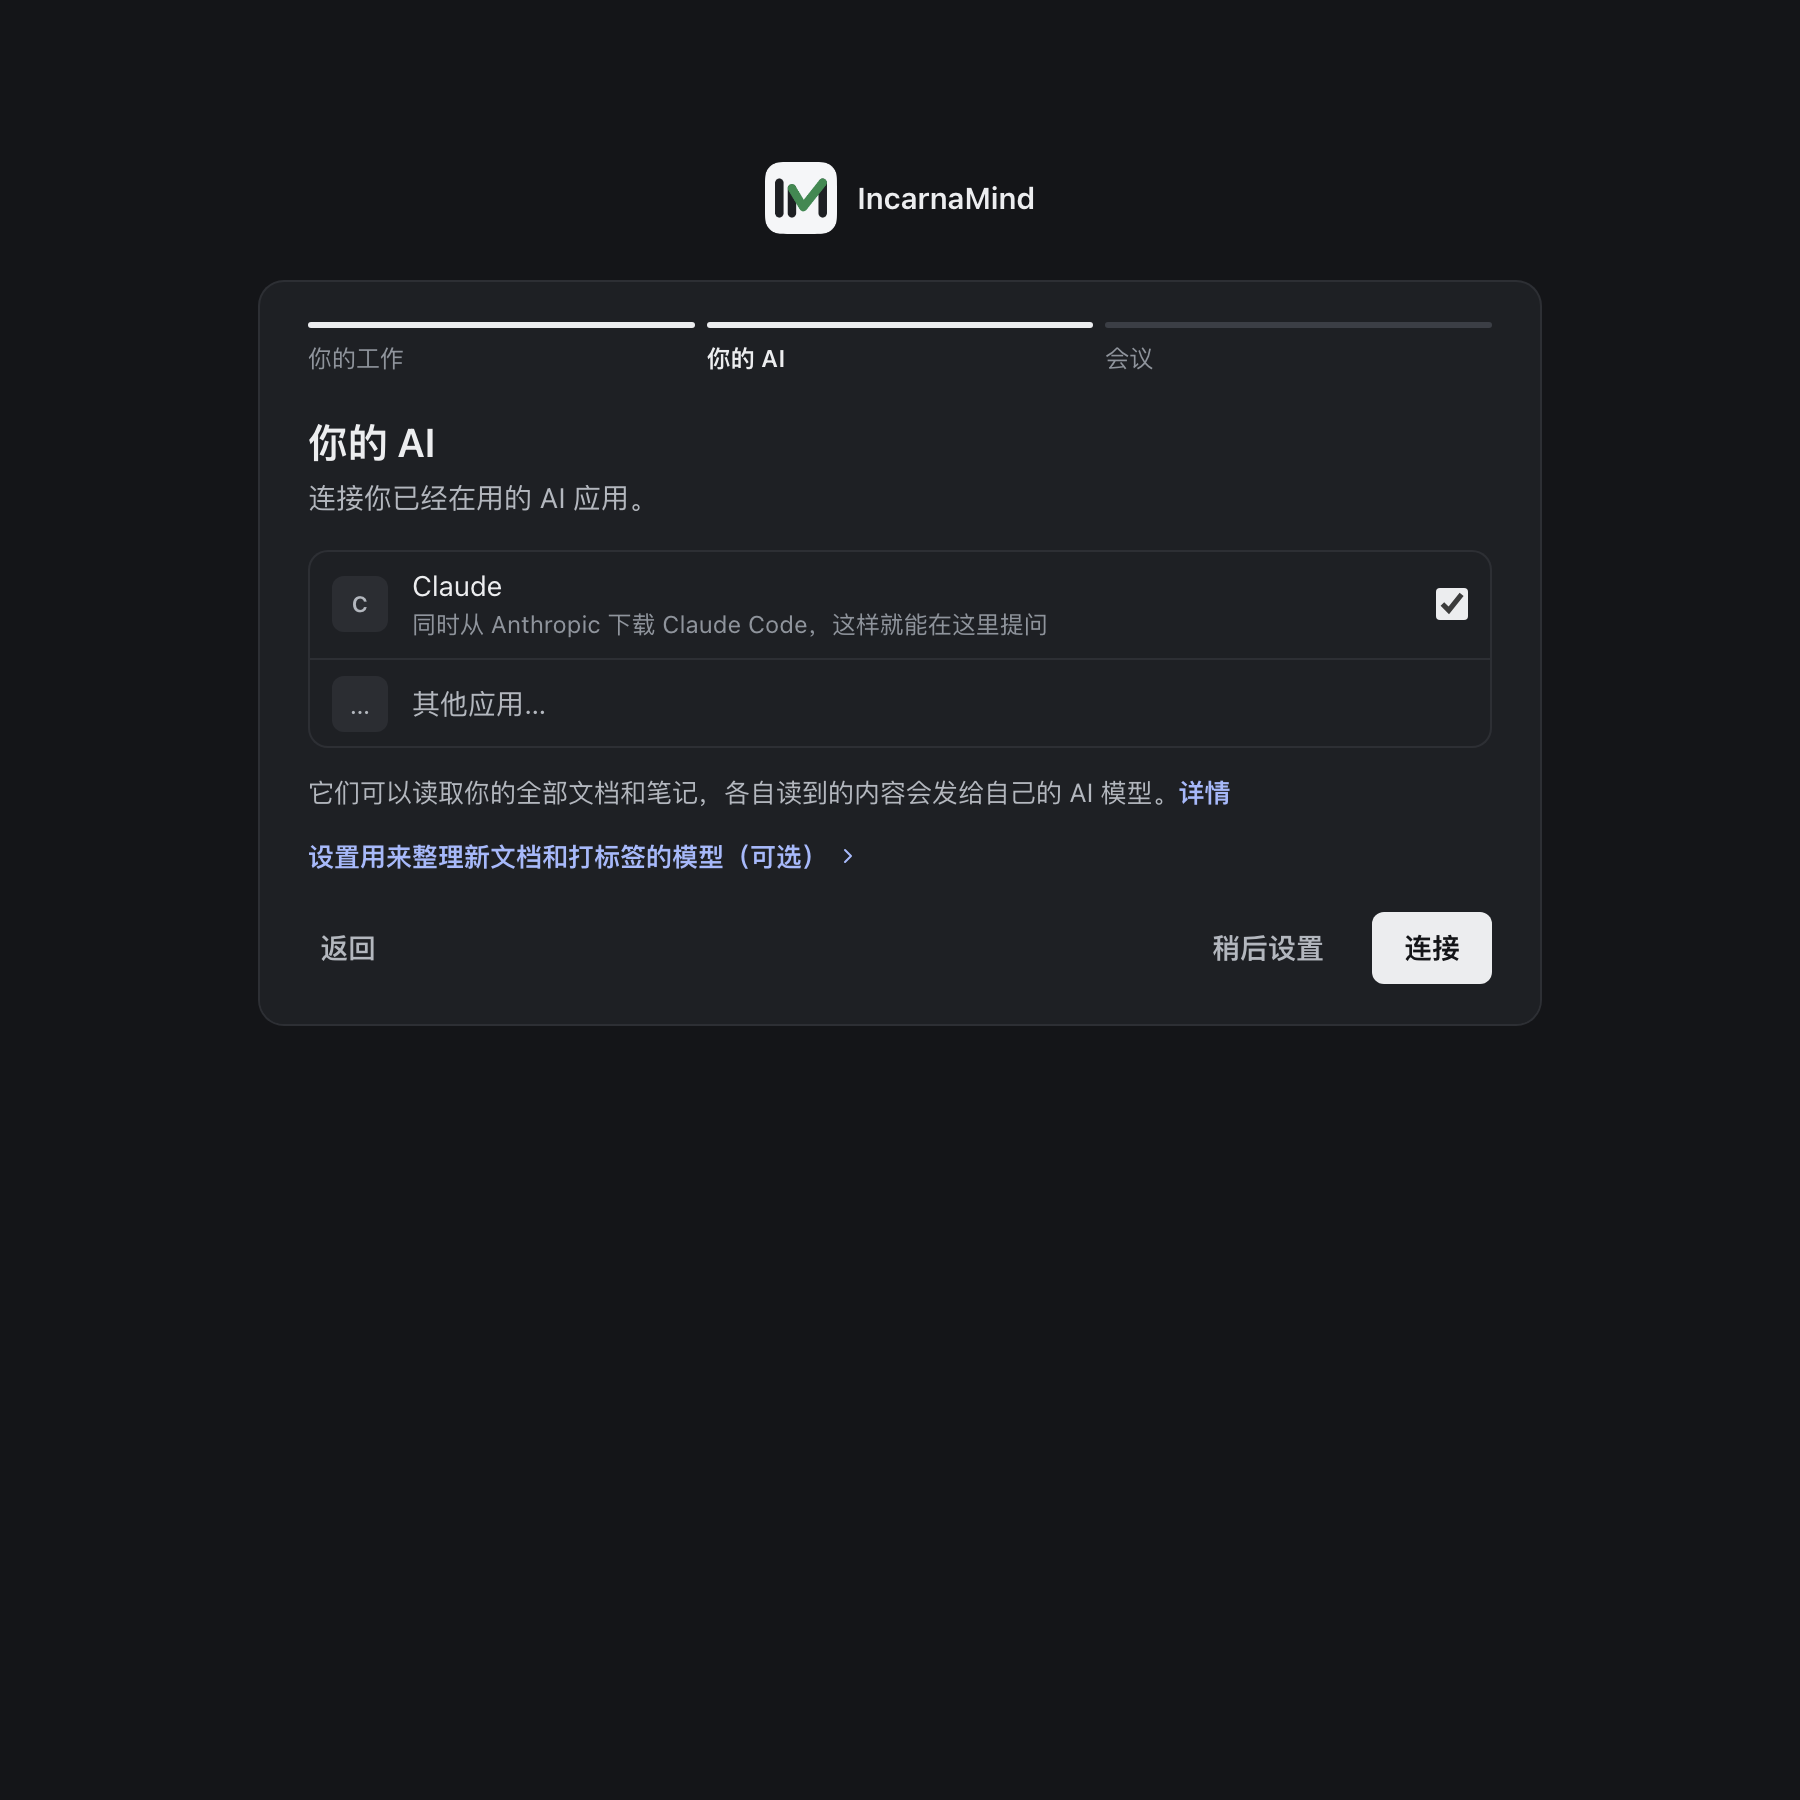 IM IncarnaMind
你的工作
你的 AI
会议
你的 AI
连接你已经在用的 AI 应用。
C
Claude
同时从 Anthropic 下载 Claude Code，这样就能在这里提问
...
其他应用...
它们可以读取你的全部文档和笔记，各自读到的内容会发给自己的 AI 模型。详情
设置用来整理新文档和打标签的模型（可选）
返回
稍后设置
连接